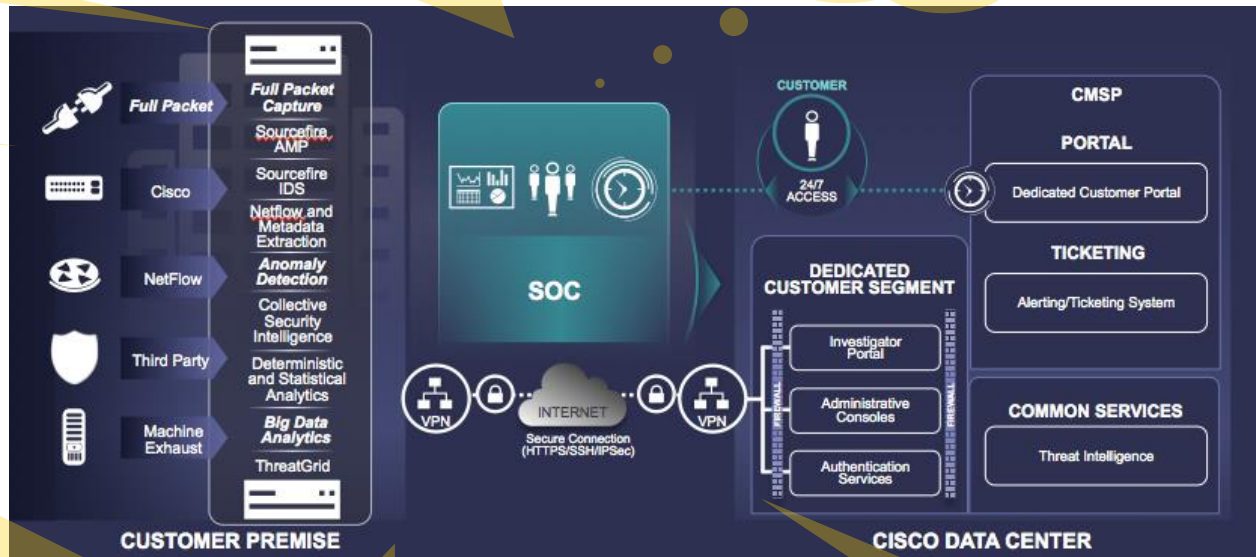 Full Packet
Cisco
NetFlow
Third Party
Machine
Exhaust
Full Packet
Capture
Sourcefire
AMP
Sourcefire
IDS
Netflow and
Metadata
Extraction
Anomaly
Detection
Collective
Security
Intelligence
Deterministic
and Statistical
Analytics
Big Data
Analytics
ThreatGrid
CUSTOMER PREMISE
SOC
VPN
INTERNET
Secure Connection
(HTTPS/SSH/IPSec)
VPN
CUSTOMER
24/7
ACCESS
DEDICATED
CUSTOMER SEGMENT
FIREWALL
Investigator
Portal
Administrative
Consoles
Authentication
Services
FIREWALL
CMSP
PORTAL
Dedicated Customer Portal
TICKETING
Alerting/Ticketing System
COMMON SERVICES
Threat Intelligence
CISCO DATA CENTER